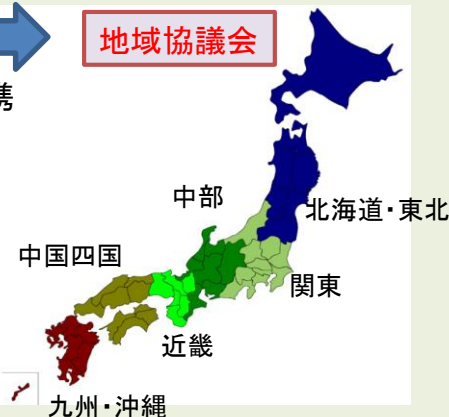 地域協議会
携
中部
北海道・東北
中国四国
関東
近畿
九州・沖縄